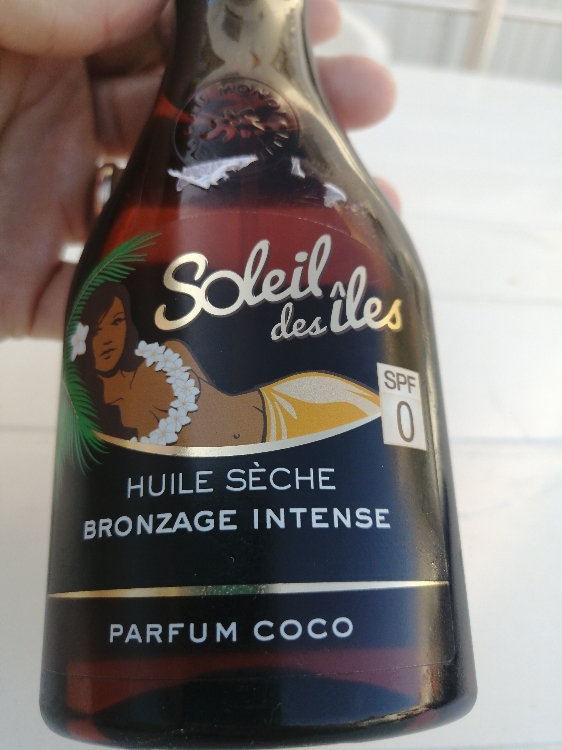 Soleil
des îles
SPF
0
HUILE SÈCHE
BRONZAGE INTENSE
PARFUM COCO